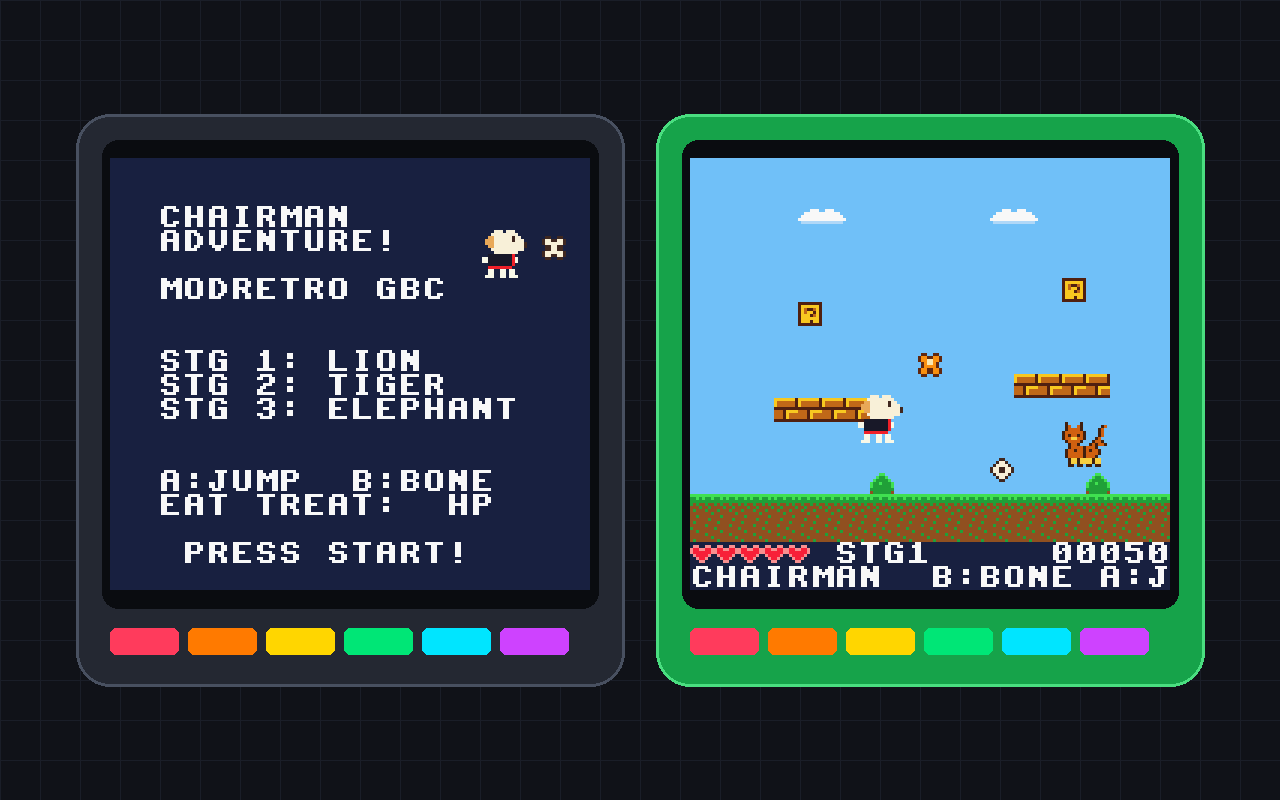 CHAIRMAN
ADVENTURE!
MODRETRO GBC
STG 1: LION
STG 2: TIGER
STG 3: ELEPHANT
A:JUMP B:BONE
EAT TREAT: HP
PRESS START!
?
?
STG1 00050
CHAIRMAN B:BONE A:J